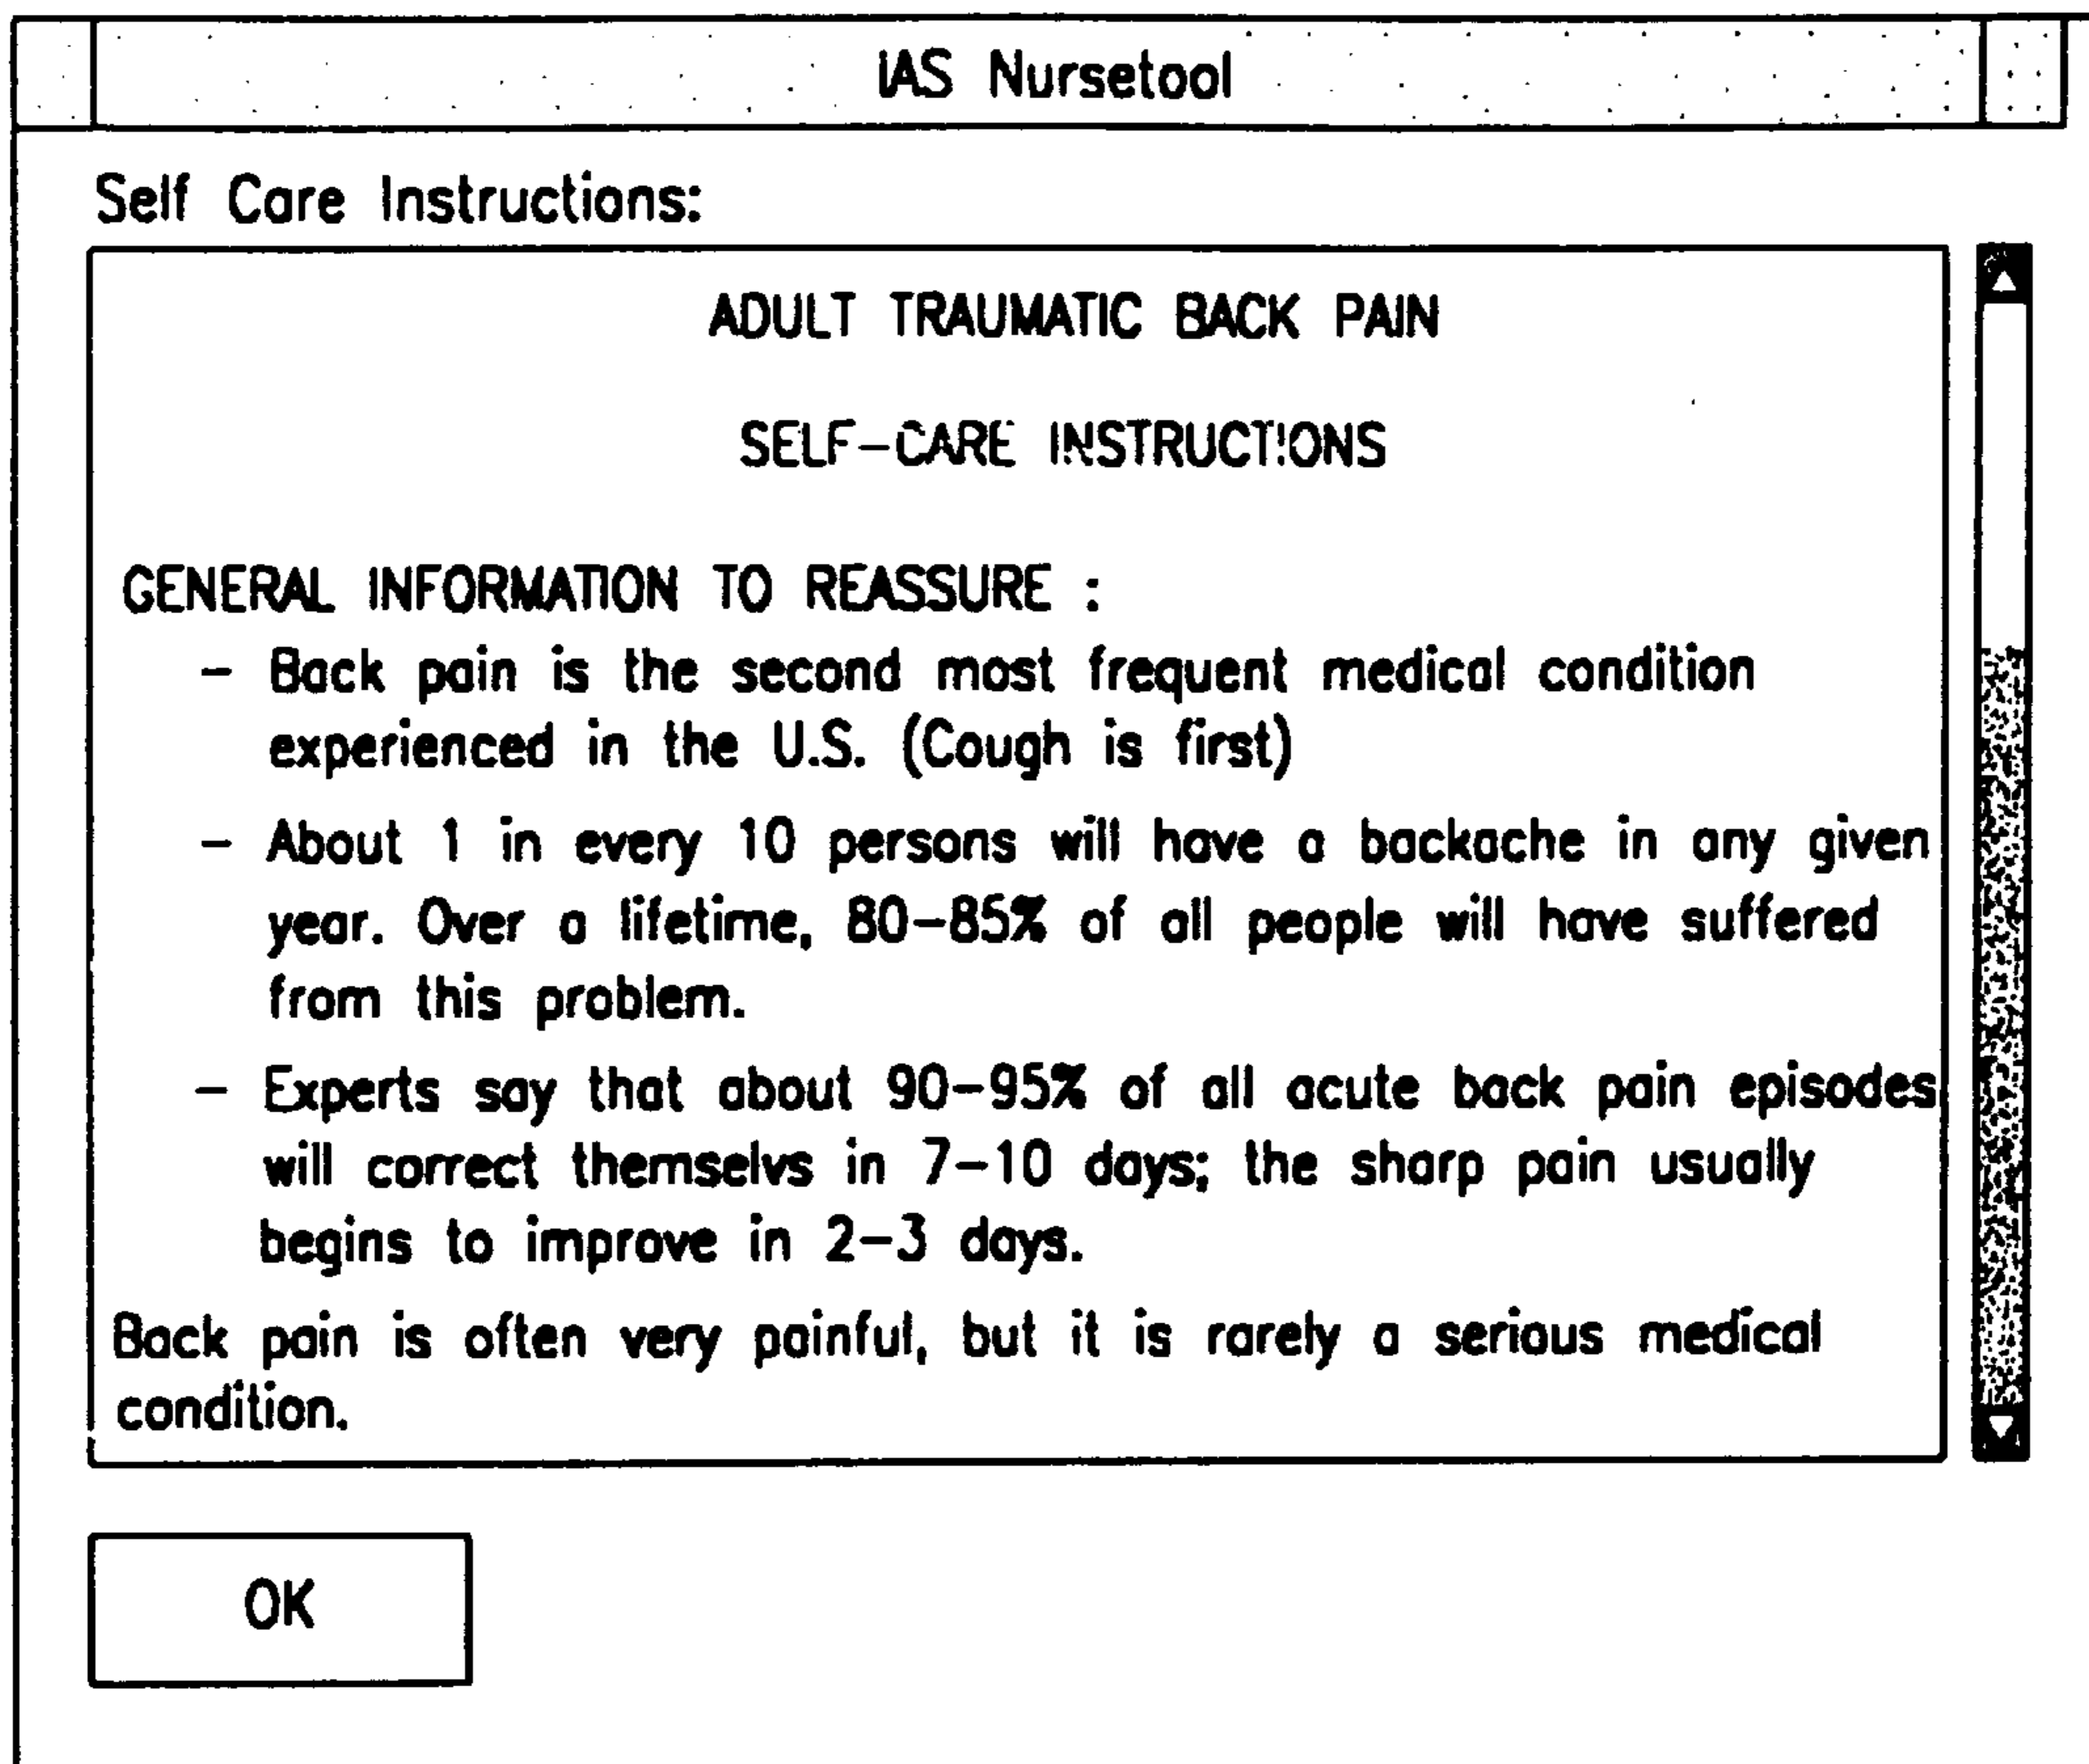 IAS Nursetool
Self Care Instructions:
ADULT TRAUMATIC BACK PAIN
SELF-CARE INSTRUCTIONS
GENERAL INFORMATION TO REASSURE :
- Back pain is the second most frequent medical condition
experienced in the U.S. (Cough is first)
- About 1 in every 10 persons will have a backache in any given
year. Over a lifetime, 80-85% of all people will have suffered
from this problem.
- Experts say that about 90-95% of all acute back pain episodes
will correct themselvs in 7-10 days; the sharp pain usually
begins to improve in 2-3 days.
Back pain is often very painful, but it is rarely a serious medical
condition.
OK